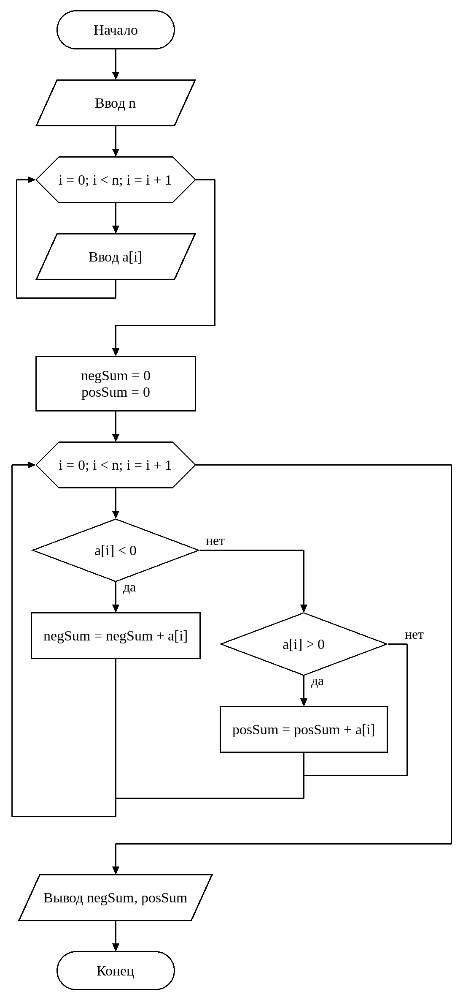 Начало
Ввод n
i = 0; i < n; i = i + 1
Ввод a[i]
negSum = 0
posSum = 0
i = 0; i < n; i = i + 1
a[i] < 0
нет
да
negSum = negSum + a[i]
a[i] > 0
нет
да
posSum = posSum + a[i]
Вывод negSum, posSum
Конец